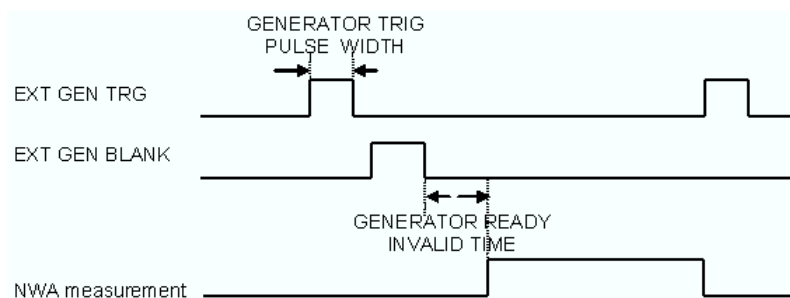 GENERATOR TRIG
PULSE WIDTH
EXT GEN TRG
EXT GEN BLANK
GENERATOR READY
INVALID TIME
NWA measurement